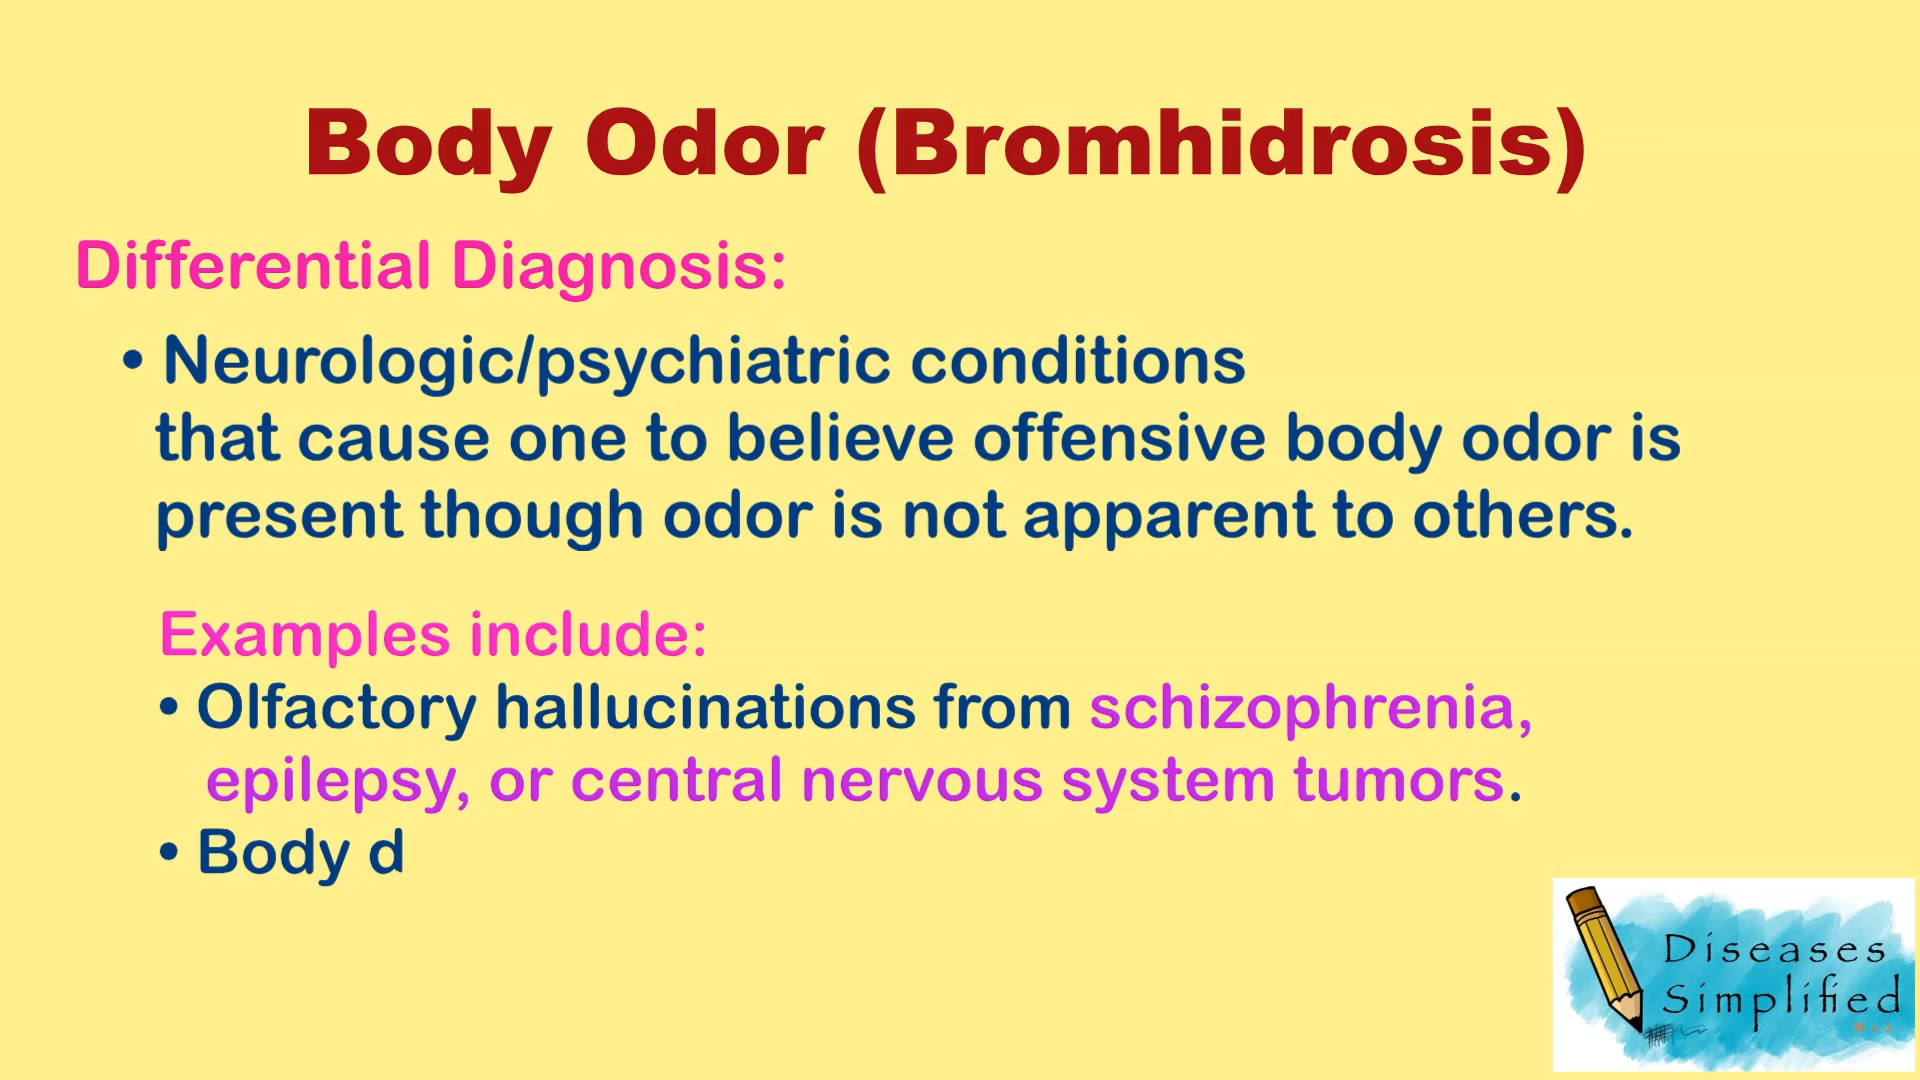 Body Odor (Bromhidrosis)
Differential Diagnosis:
• Neurologic/psychiatric conditions
that cause one to believe offensive body odor is
present though odor is not apparent to others.
Examples include:
• Olfactory hallucinations from schizophrenia,
epilepsy, or central nervous system tumors.
• Body d
Diseases
Simplified